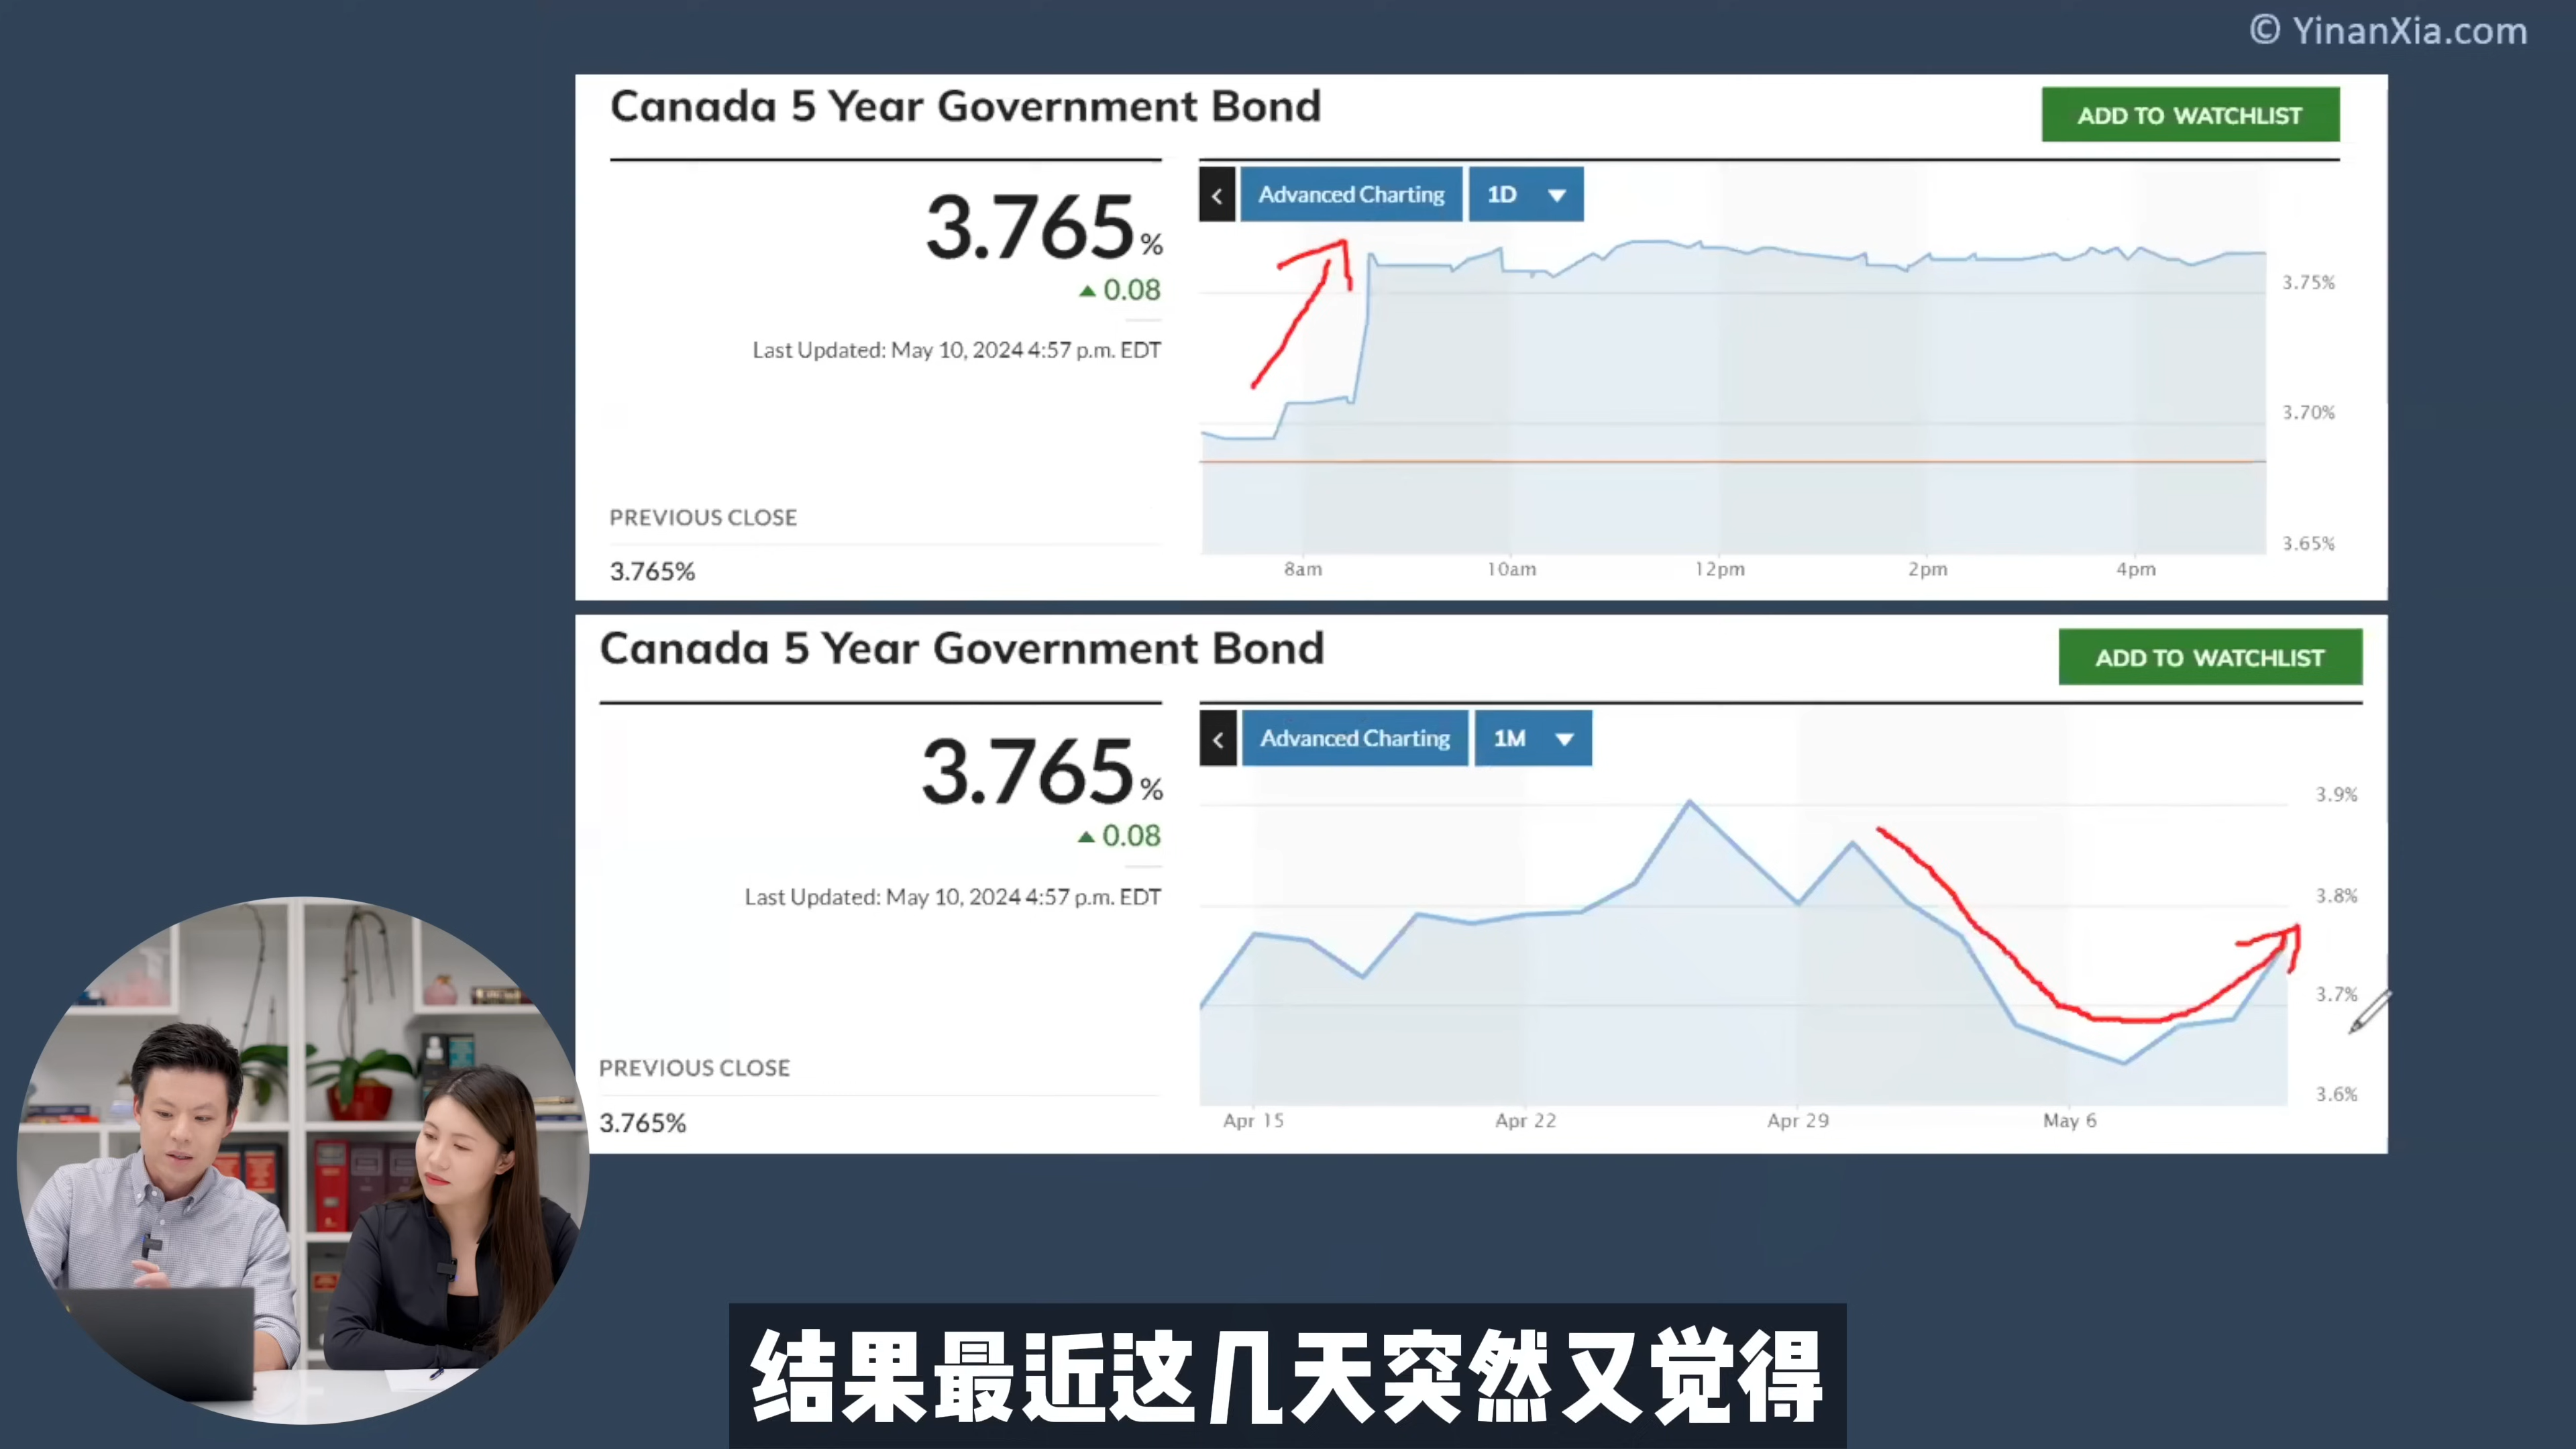 © YinanXia.com
Canada 5 Year Government Bond
ADD TO WATCHLIST
3.765%
▲ 0.08
Last Updated: May 10, 2024 4:57 p.m. EDT
PREVIOUS CLOSE
3.765%
Advanced Charting
1D
3.75%
3.70%
3.65%
8am 10am 12pm 2pm 4pm
Canada 5 Year Government Bond
ADD TO WATCHLIST
3.765%
▲ 0.08
Last Updated: May 10, 2024 4:57 p.m. EDT
PREVIOUS CLOSE
3.765%
Advanced Charting
1M
3.9%
3.8%
3.7%
3.6%
Apr 15 Apr 22 Apr 29 May 6
结果最近这几天突然又觉得